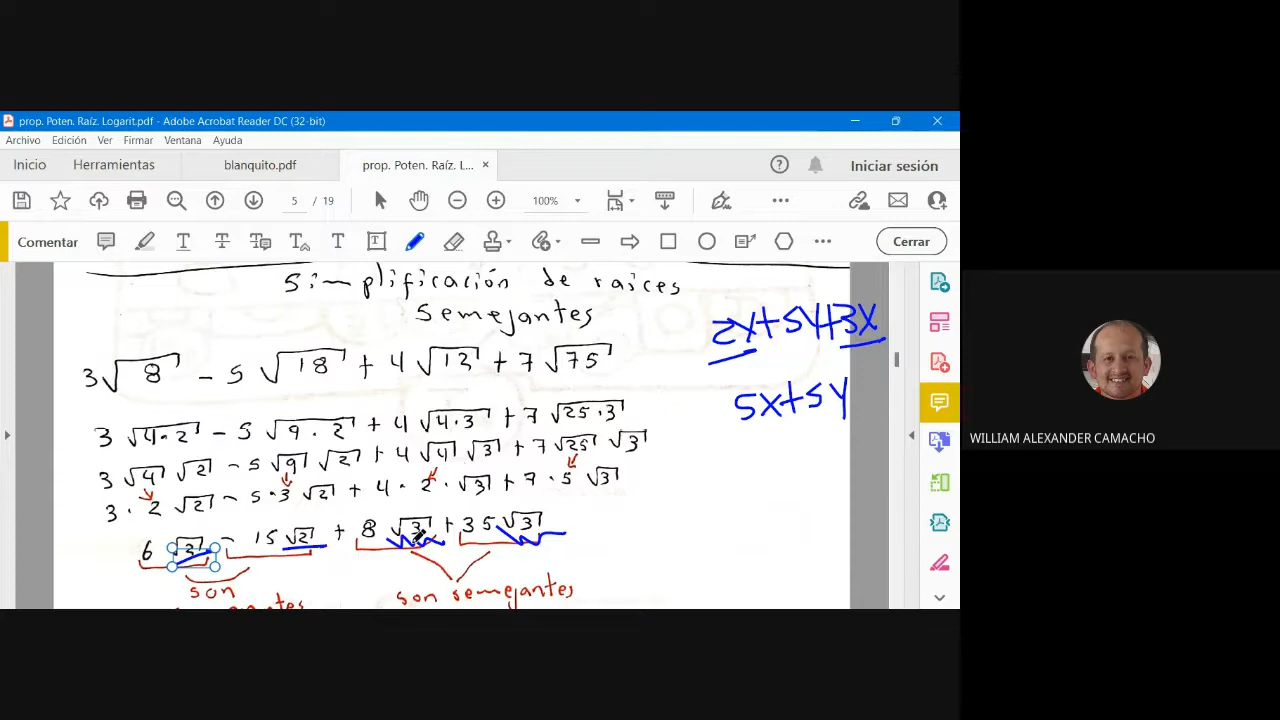 prop. Poten. Raíz. Logarit.pdf - Adobe Acrobat Reader DC (32-bit)
Archivo Edición Ver Firmar Ventana Ayuda
Inicio Herramientas blanquito.pdf prop. Poten. Raíz. L... × Iniciar sesión
5 / 19 100%
Comentar Cerrar
Simplificación de raices
semejantes
2x+5y+3x
3√8 - 5√18 + 4√12 + 7√75
5x+5y
3√4·2 - 5√9·2 + 4√4·3 + 7√25·3
3√4 √2 - 5√9 √2 + 4√4 √3 + 7√25 √3
3·2√2 - 5·3√2 + 4·2·√3 + 7·5√3
6√2 - 15√2 + 8√3 + 35√3
son son semejantes
WILLIAM ALEXANDER CAMACHO